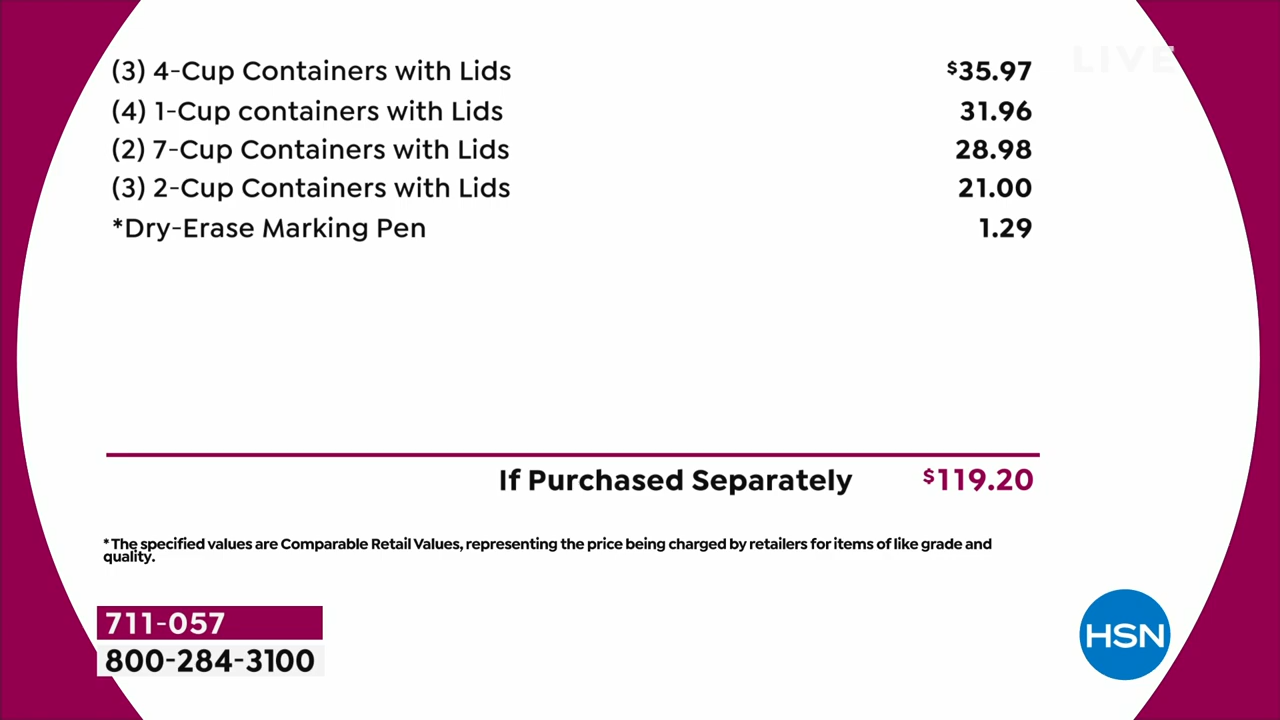 LIVE
(3) 4-Cup Containers with Lids $35.97
(4) 1-Cup containers with Lids 31.96
(2) 7-Cup Containers with Lids 28.98
(3) 2-Cup Containers with Lids 21.00
*Dry-Erase Marking Pen 1.29
If Purchased Separately $119.20
*The specified values are Comparable Retail Values, representing the price being charged by retailers for items of like grade and
quality.
711-057
800-284-3100
HSN